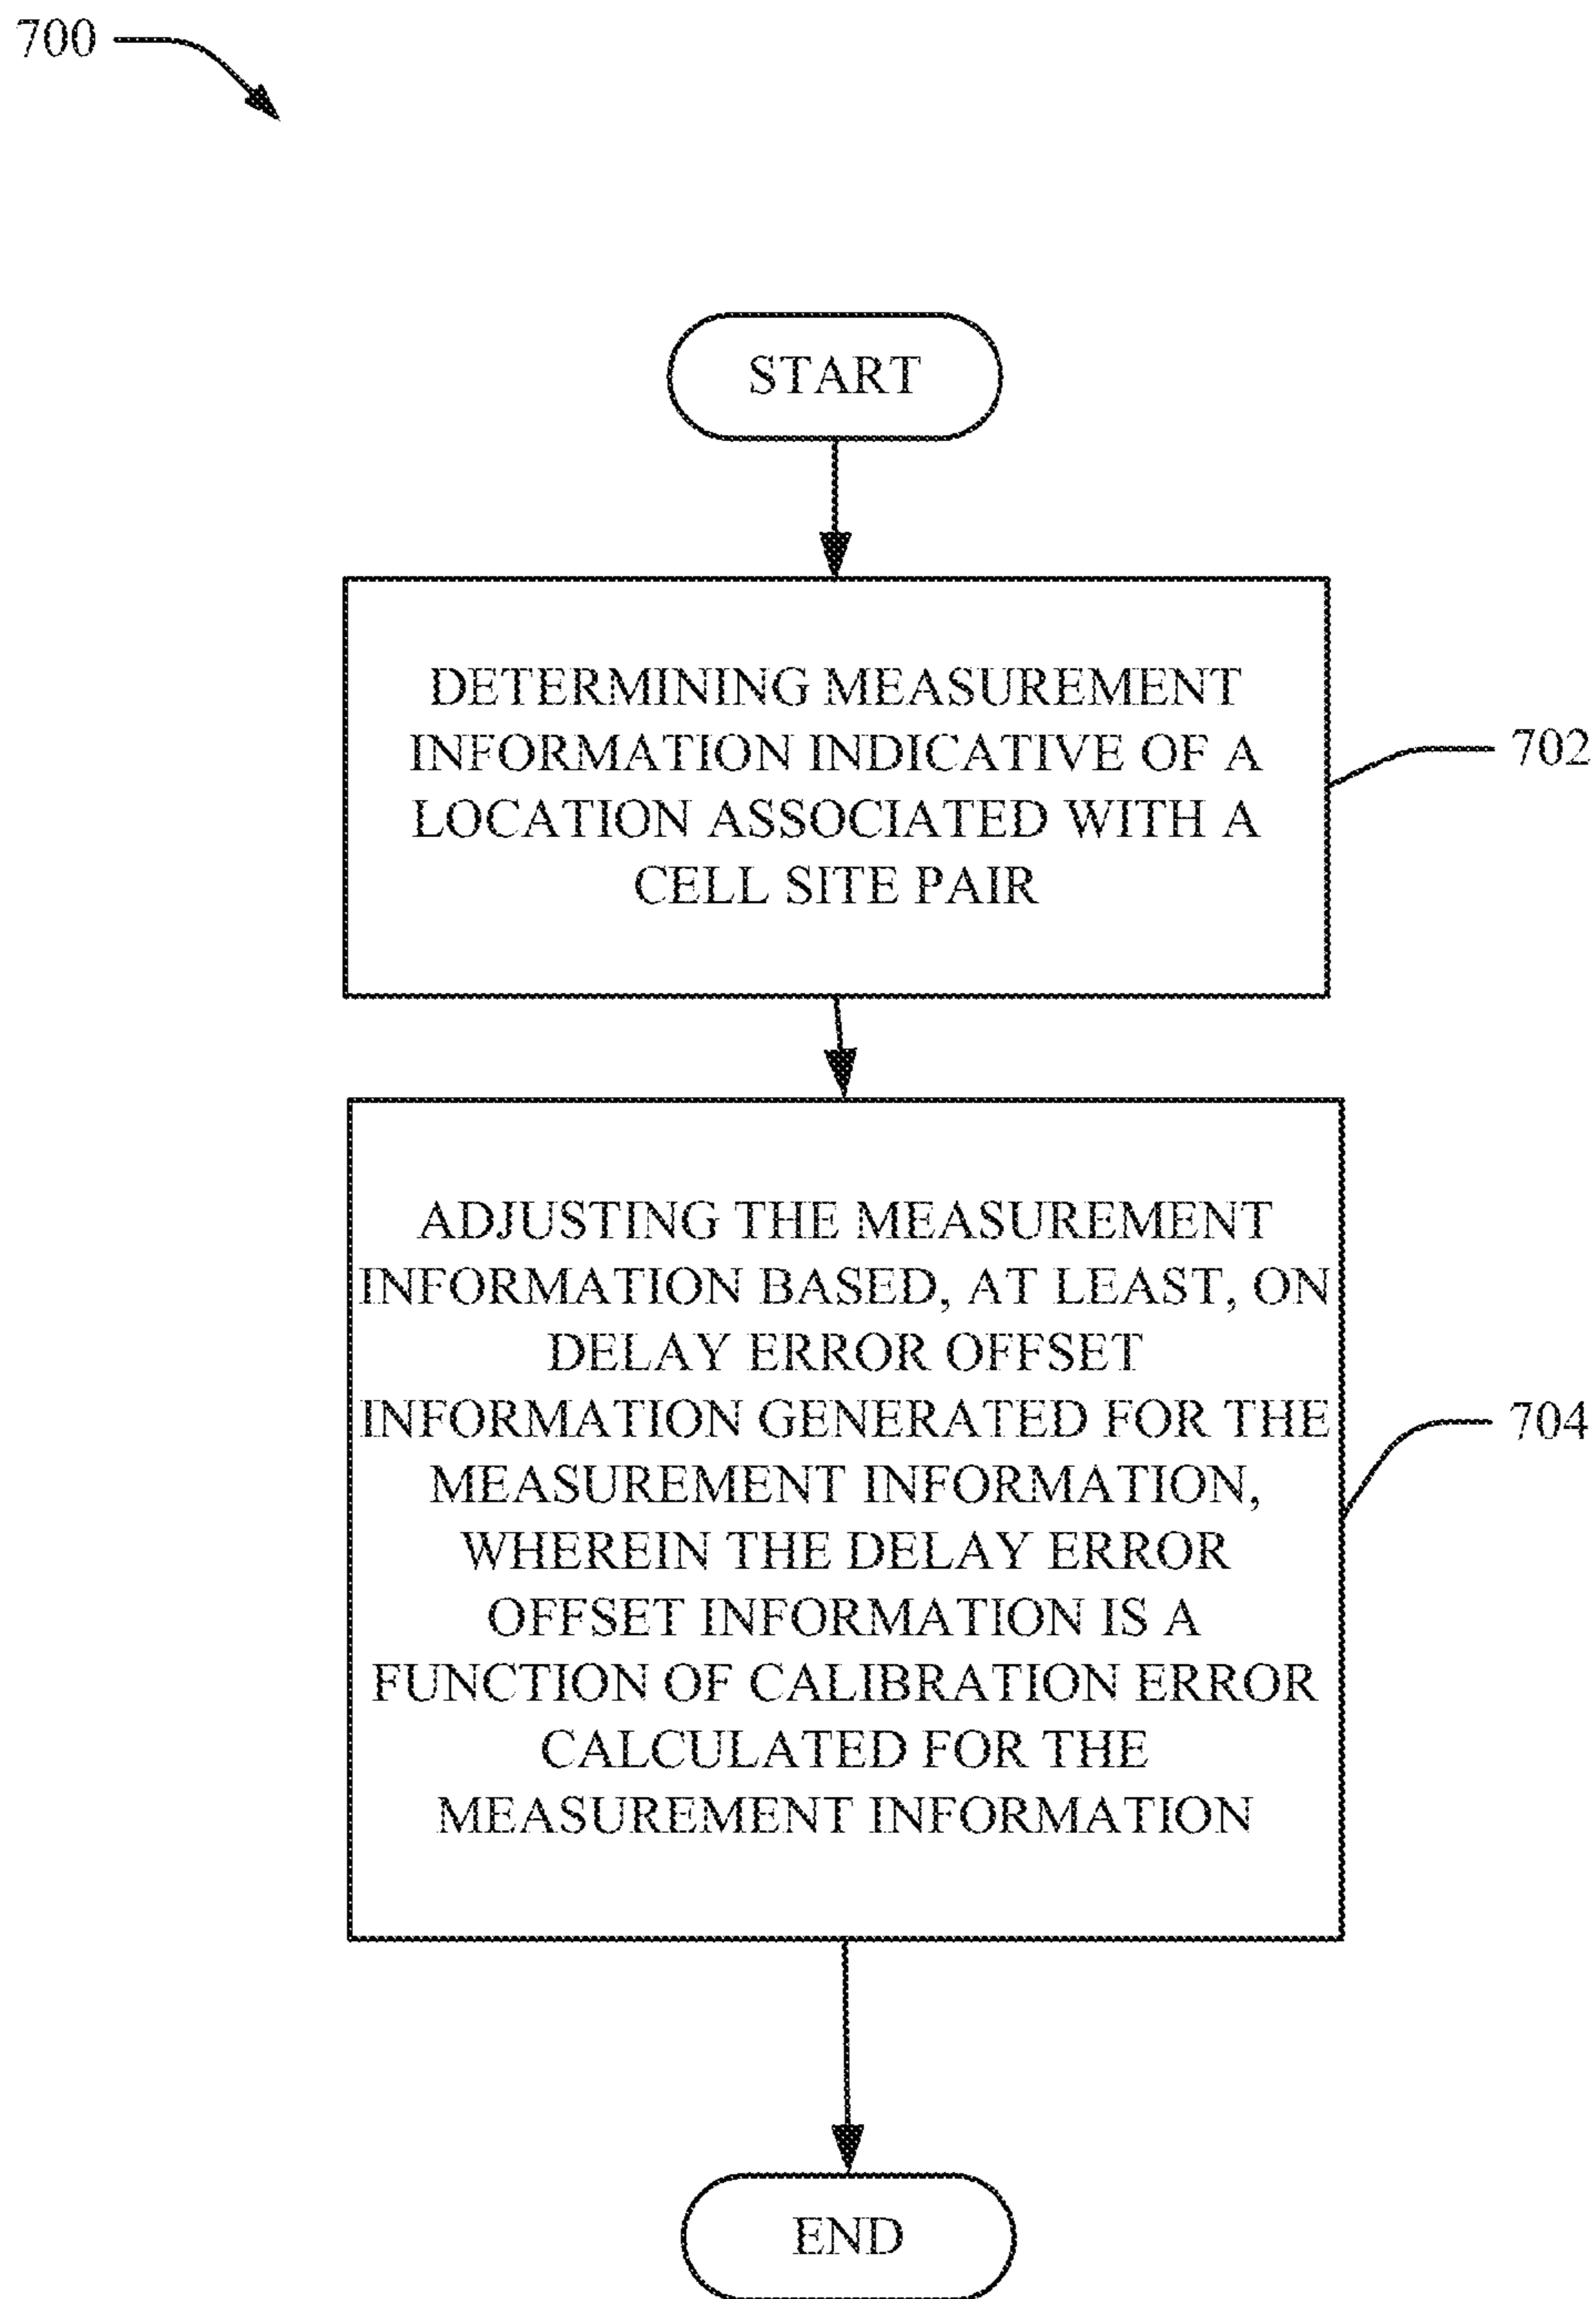 700
START
DETERMINING MEASUREMENT
INFORMATION INDICATIVE OF A
LOCATION ASSOCIATED WITH A
CELL SITE PAIR
702
ADJUSTING THE MEASUREMENT
INFORMATION BASED, AT LEAST, ON
DELAY ERROR OFFSET
INFORMATION GENERATED FOR THE
MEASUREMENT INFORMATION,
WHEREIN THE DELAY ERROR
OFFSET INFORMATION IS A
FUNCTION OF CALIBRATION ERROR
CALCULATED FOR THE
MEASUREMENT INFORMATION
704
END